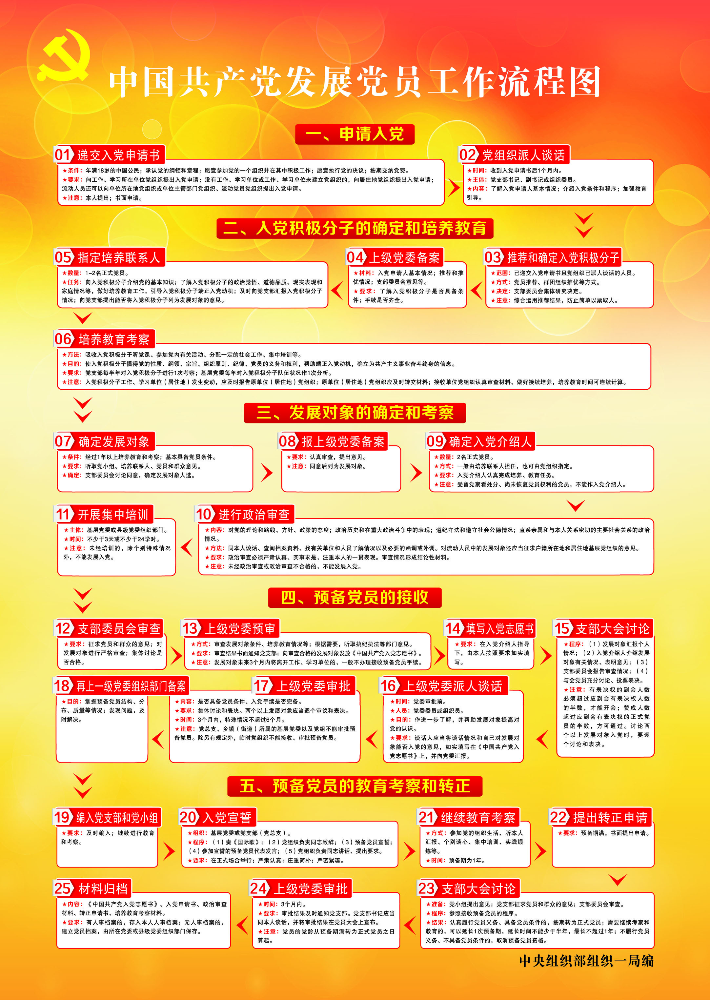 中国共产党发展党员工作流程图
一、申请入党
01 递交入党申请书
★条件：年满18岁的中国公民；承认党的纲领和章程；愿意参加党的一个组织并在其中积极工作；愿意执行党的决议；按期交纳党费。
★要求：向工作、学习所在单位党组织提出入党申请；没有工作、学习单位或工作、学习单位未建立党组织的，向居住地党组织提出入党申请；
流动人员还可以向单位所在地党组织或单位主管部门党组织、流动党员党组织提出入党申请。
★注意：本人提出；书面申请。
02 党组织派人谈话
★时间：收到入党申请书后1个月内。
★主体：党支部书记、副书记或组织委员。
★内容：了解入党申请人基本情况；介绍入党条件和程序；加强教育
引导。
二、入党积极分子的确定和培养教育
03 推荐和确定入党积极分子
★范围：已递交入党申请书且党组织已派人谈话的人员。
★方式：党员推荐、群团组织推优等方式。
★决定：支部委员会集体研究决定。
★注意：综合运用推荐结果，防止简单以票取人。
04 上级党委备案
★材料：入党申请人基本情况；推荐和推
优情况；支部委员会意见等。
★要求：了解入党积极分子是否具备条
件；手续是否齐全。
05 指定培养联系人
★数量：1-2名正式党员。
★任务：向入党积极分子介绍党的基本知识；了解入党积极分子的政治觉悟、道德品质、现实表现和
家庭情况等，做好培养教育工作，引导入党积极分子端正入党动机；及时向党支部汇报入党积极分子
情况；向党支部提出能否将入党积极分子列为发展对象的意见。
06 培养教育考察
★方法：吸收入党积极分子听党课、参加党内有关活动、分配一定的社会工作、集中培训等。
★目的：使入党积极分子懂得党的性质、纲领、宗旨、组织原则、纪律、党员的义务和权利，帮助端正入党动机，确立为共产主义事业奋斗终身的信念。
★要求：党支部每半年对入党积极分子进行1次考察；基层党委每年对入党积极分子队伍状况作1次分析。
★注意：入党积极分子工作、学习单位（居住地）发生变动，应及时报告原单位（居住地）党组织；原单位（居住地）党组织应及时转交材料；接收单位党组织认真审查材料、做好接续培养，培养教育时间可连续计算。
三、发展对象的确定和考察
07 确定发展对象
★条件：经过1年以上培养教育和考察；基本具备党员条件。
★要求：听取党小组、培养联系人、党员和群众意见。
★确定：支部委员会讨论同意，确定发展对象人选。
08 报上级党委备案
★要求：认真审查，提出意见。
★注意：同意后列为发展对象。
09 确定入党介绍人
★数量：2名正式党员。
★方式：一般由培养联系人担任，也可由党组织指定。
★要求：入党介绍人认真完成培养、教育任务。
★注意：受留党察看处分、尚未恢复党员权利的党员，不能作入党介绍人。
10 进行政治审查
★内容：对党的理论和路线、方针、政策的态度；政治历史和在重大政治斗争中的表现；遵纪守法和遵守社会公德情况；直系亲属和与本人关系密切的主要社会关系的政治
情况。
★方法：同本人谈话、查阅档案资料、找有关单位和人员了解情况以及必要的函调或外调。对流动人员中的发展对象还应当征求户籍所在地和居住地基层党组织的意见。
★要求：政治审查必须严肃认真、实事求是，注重本人的一贯表现。审查情况形成结论性材料。
★注意：未经政治审查或政治审查不合格的，不能发展入党。
11 开展集中培训
★主体：基层党委或县级党委组织部门。
★时间：不少于3天或不少于24学时。
★注意：未经培训的，除个别特殊情况
外，不能发展入党。
四、预备党员的接收
12 支部委员会审查
★要求：征求党员和群众的意见；对
发展对象进行严格审查；集体讨论是
否合格。
13 上级党委预审
★方式：审查发展对象条件、培养教育情况等；根据需要，听取执纪执法等部门意见。
★要求：审查结果书面通知党支部；向审查合格的发展对象发放《中国共产党入党志愿书》。
★注意：发展对象未来3个月内将离开工作、学习单位的，一般不办理接收预备党员手续。
14 填写入党志愿书
★要求：在入党介绍人指导
下，由本人按照要求如实填
写。
15 支部大会讨论
★程序：（1）发展对象汇报个人
情况；（2）入党介绍人介绍发展
对象有关情况、表明意见；（3）
支部委员会报告审查情况；（4）
与会党员充分讨论、投票表决。
★注意：有表决权的到会人数
必须超过应到会有表决权人数
的半数，才能开会；赞成人数
超过应到会有表决权的正式党
员的半数，方可通过。讨论两
个以上发展对象入党时，要逐
个讨论和表决。
16 上级党委派人谈话
★时间：党委审批前。
★人员：党委委员或组织员。
★目的：作进一步了解，并帮助发展对象提高对
党的认识。
★要求：谈话人应当将谈话情况和自己对发展对
象能否入党的意见，如实填写在《中国共产党入
党志愿书》上，并向党委汇报。
17 上级党委审批
★内容：是否具备党员条件、入党手续是否完备。
★要求：集体讨论和表决。两个以上发展对象应当逐个审议和表决。
★时间：3个月内，特殊情况不超过6个月。
★注意：党总支、乡镇（街道）所属的基层党委以及党组不能审批预
备党员。除另有规定外，临时党组织不能接收、审批预备党员。
18 再上一级党委组织部门备案
★目的：掌握预备党员结构、分
布、质量等情况；发现问题，及
时解决。
五、预备党员的教育考察和转正
19 编入党支部和党小组
★要求：及时编入；继续进行教育
和考察。
20 入党宣誓
★组织：基层党委或党支部（党总支）。
★程序：（1）奏《国际歌》；（2）党组织负责同志致辞；（3）预备党员宣誓；
（4）参加宣誓的预备党员代表发言；（5）党组织负责同志讲话、提出要求。
★要求：在正式场合举行；严肃认真；庄重简朴；严密紧凑。
21 继续教育考察
★方式：参加党的组织生活、听本人
汇报、个别谈心、集中培训、实践锻
炼等。
★时间：预备期为1年。
22 提出转正申请
★要求：预备期满，书面提出申请。
23 支部大会讨论
★准备：党小组提出意见；党支部征求党员和群众的意见；支部委员会审查。
★程序：参照接收预备党员的程序。
★结果：认真履行党员义务、具备党员条件的，按期转为正式党员；需要继续考察和
教育的，可以延长1次预备期，延长时间不能少于半年，最长不超过1年；不履行党员
义务、不具备党员条件的，取消预备党员资格。
24 上级党委审批
★时间：3个月内。
★要求：审批结果及时通知党支部。党支部书记应当
同本人谈话，并将审批结果在党员大会上宣布。
★注意：党员的党龄从预备期满转为正式党员之日
算起。
25 材料归档
★内容：《中国共产党入党志愿书》、入党申请书、政治审查
材料、转正申请书、培养教育考察材料。
★要求：有人事档案的，存入本人人事档案；无人事档案的，
建立党员档案，由所在党委或县级党委组织部门保存。
中央组织部组织一局编